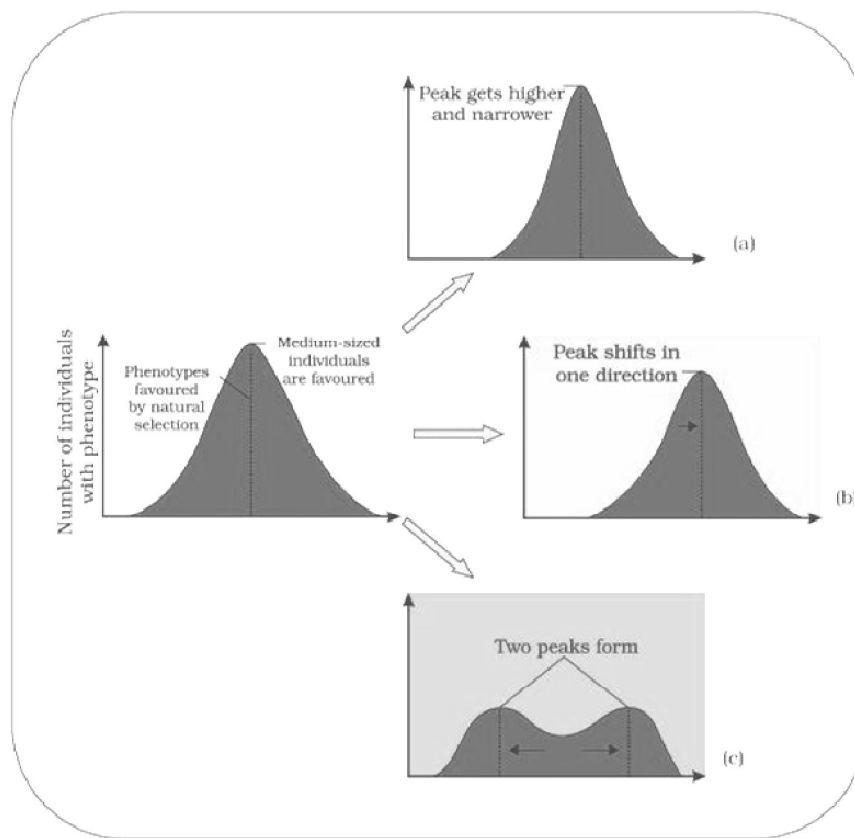 Peak gets higher
and narrower
(a)
Number of individuals
with phenotype
Phenotypes
favoured
by natural
selection
Medium-sized
individuals
are favoured
Peak shifts in
one direction
(b)
Two peaks form
(c)